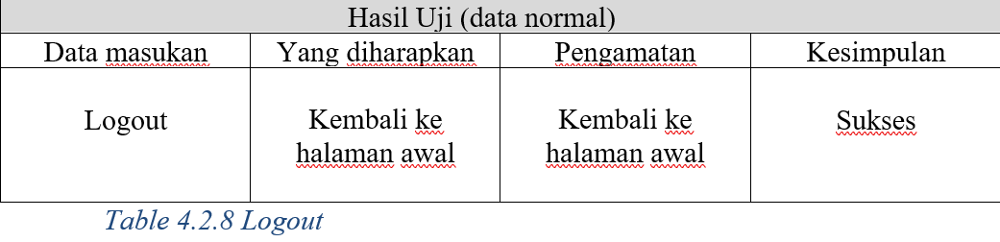 Hasil Uji (data normal)
Data masukan Yang diharapkan Pengamatan Kesimpulan
Logout Kembali ke halaman awal Kembali ke halaman awal Sukses
Table 4.2.8 Logout